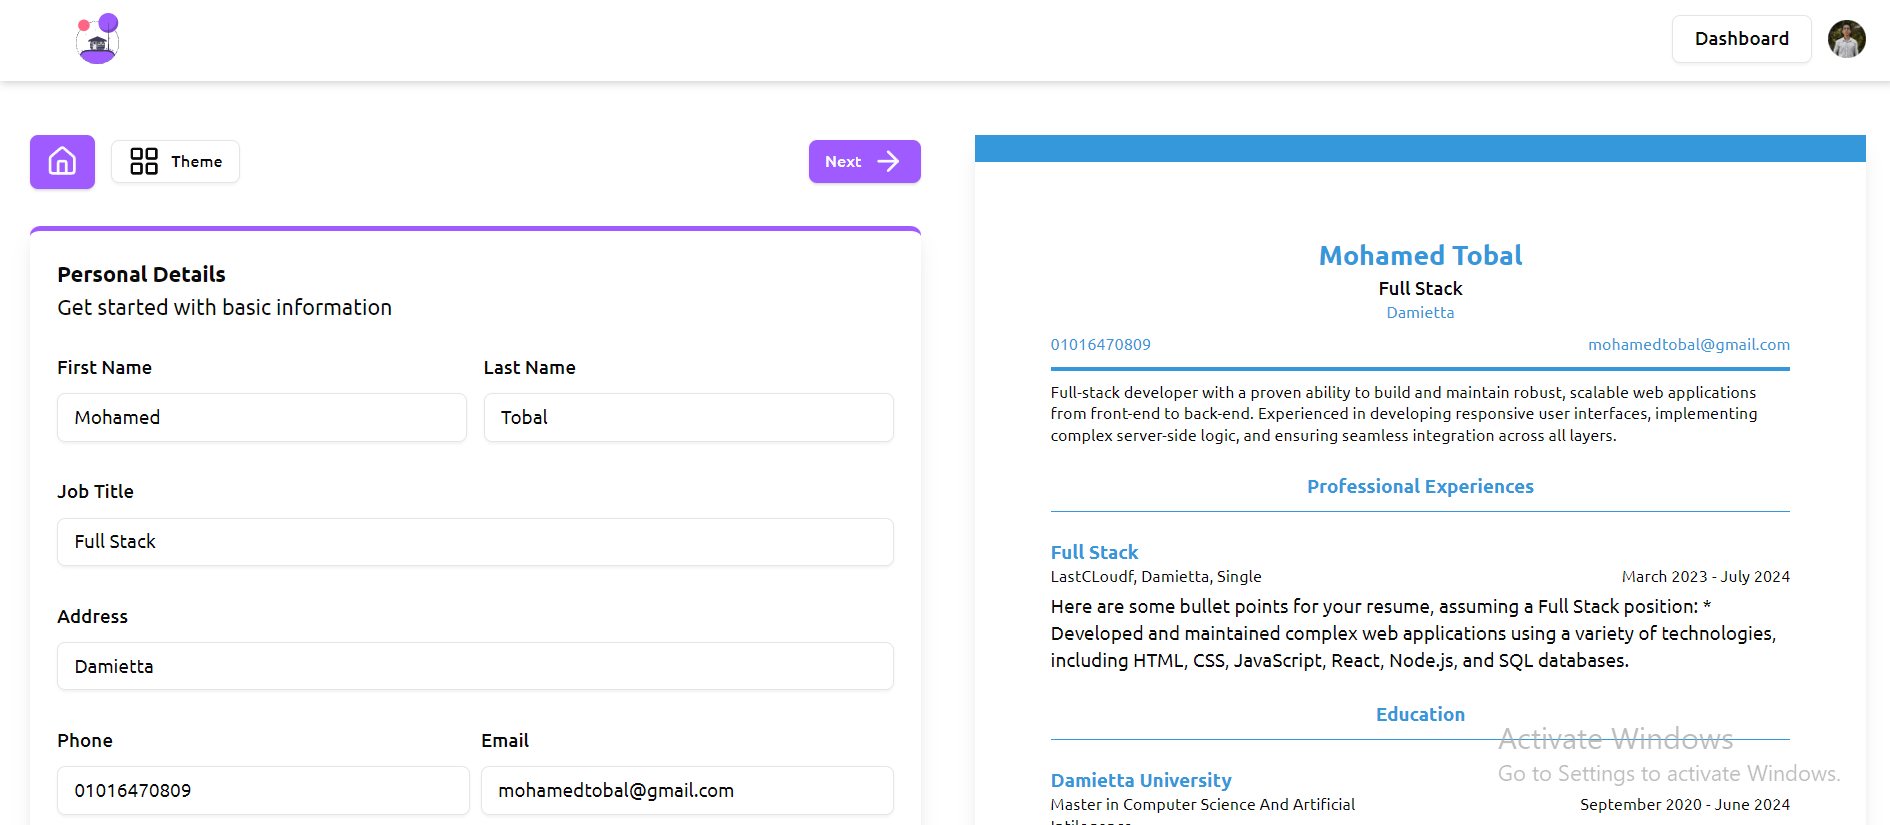 Dashboard
Theme
Next
Personal Details
Get started with basic information
First Name
Last Name
Mohamed
Tobal
Job Title
Full Stack
Address
Damietta
Phone
Email
01016470809
mohamedtobal@gmail.com
Mohamed Tobal
Full Stack
Damietta
01016470809
mohamedtobal@gmail.com
Full-stack developer with a proven ability to build and maintain robust, scalable web applications
from front-end to back-end. Experienced in developing responsive user interfaces, implementing
complex server-side logic, and ensuring seamless integration across all layers.
Professional Experiences
Full Stack
LastCLoudf, Damietta, Single
March 2023 - July 2024
Here are some bullet points for your resume, assuming a Full Stack position: *
Developed and maintained complex web applications using a variety of technologies,
including HTML, CSS, JavaScript, React, Node.js, and SQL databases.
Education
Damietta University
Master in Computer Science And Artificial
September 2020 - June 2024
Activate Windows
Go to Settings to activate Windows.